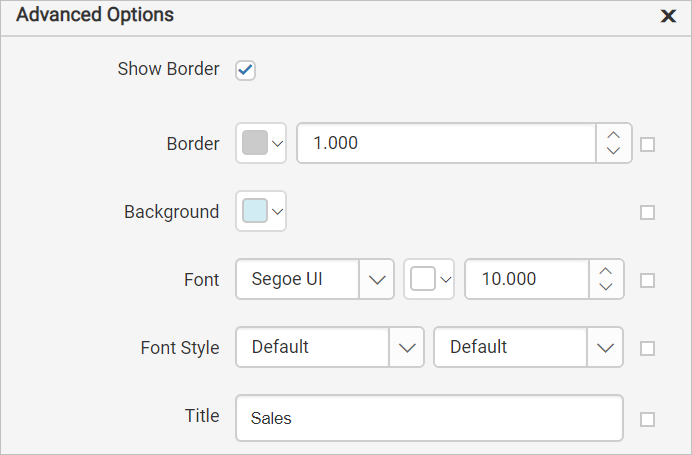 Advanced Options
Show Border
Border 1.000
Background
Font Segoe UI 10.000
Font Style Default Default
Title Sales